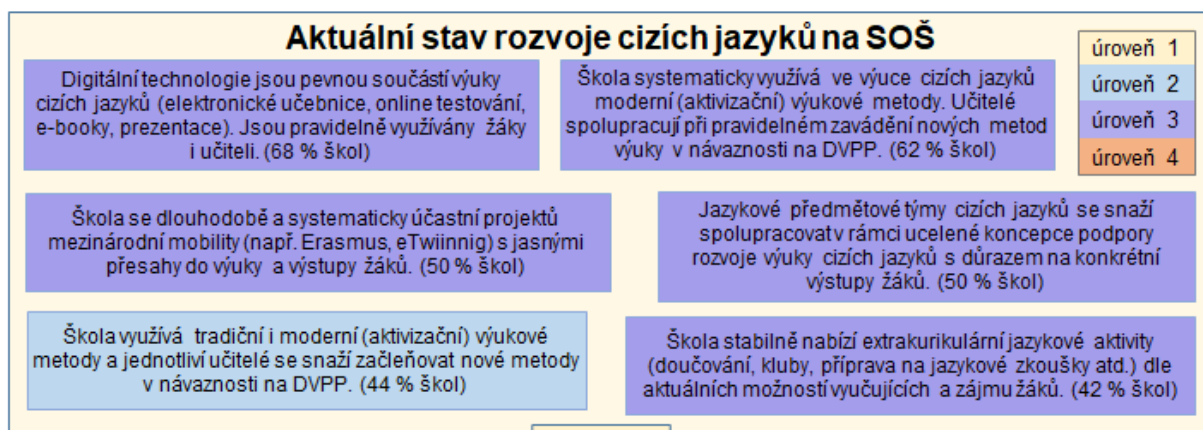 Aktuální stav rozvoje cizích jazyků na SOŠ
úroveň 1
úroveň 2
úroveň 3
úroveň 4
Digitální technologie jsou pevnou součástí výuky
cizích jazyků (elektronické učebnice, online testování,
e-booky, prezentace). Jsou pravidelně využívány žáky
i učiteli. (68 % škol)
Škola systematicky využívá ve výuce cizích jazyků
moderní (aktivizační) výukové metody. Učitelé
spolupracují při pravidelném zavádění nových metod
výuky v návaznosti na DVPP. (62 % škol)
Škola se dlouhodobě a systematicky účastní projektů
mezinárodní mobility (např. Erasmus, eTwiinnig) s jasnými
přesahy do výuky a výstupy žáků. (50 % škol)
Jazykové předmětové týmy cizích jazyků se snaží
spolupracovat v rámci ucelené koncepce podpory
rozvoje výuky cizích jazyků s důrazem na konkrétní
výstupy žáků. (50 % škol)
Škola využívá tradiční i moderní (aktivizační) výukové
metody a jednotliví učitelé se snaží začleňovat nové metody
v návaznosti na DVPP. (44 % škol)
Škola stabilně nabízí extrakurikulární jazykové aktivity
(doučování, kluby, příprava na jazykové zkoušky atd.) dle
aktuálních možností vyučujících a zájmu žáků. (42 % škol)